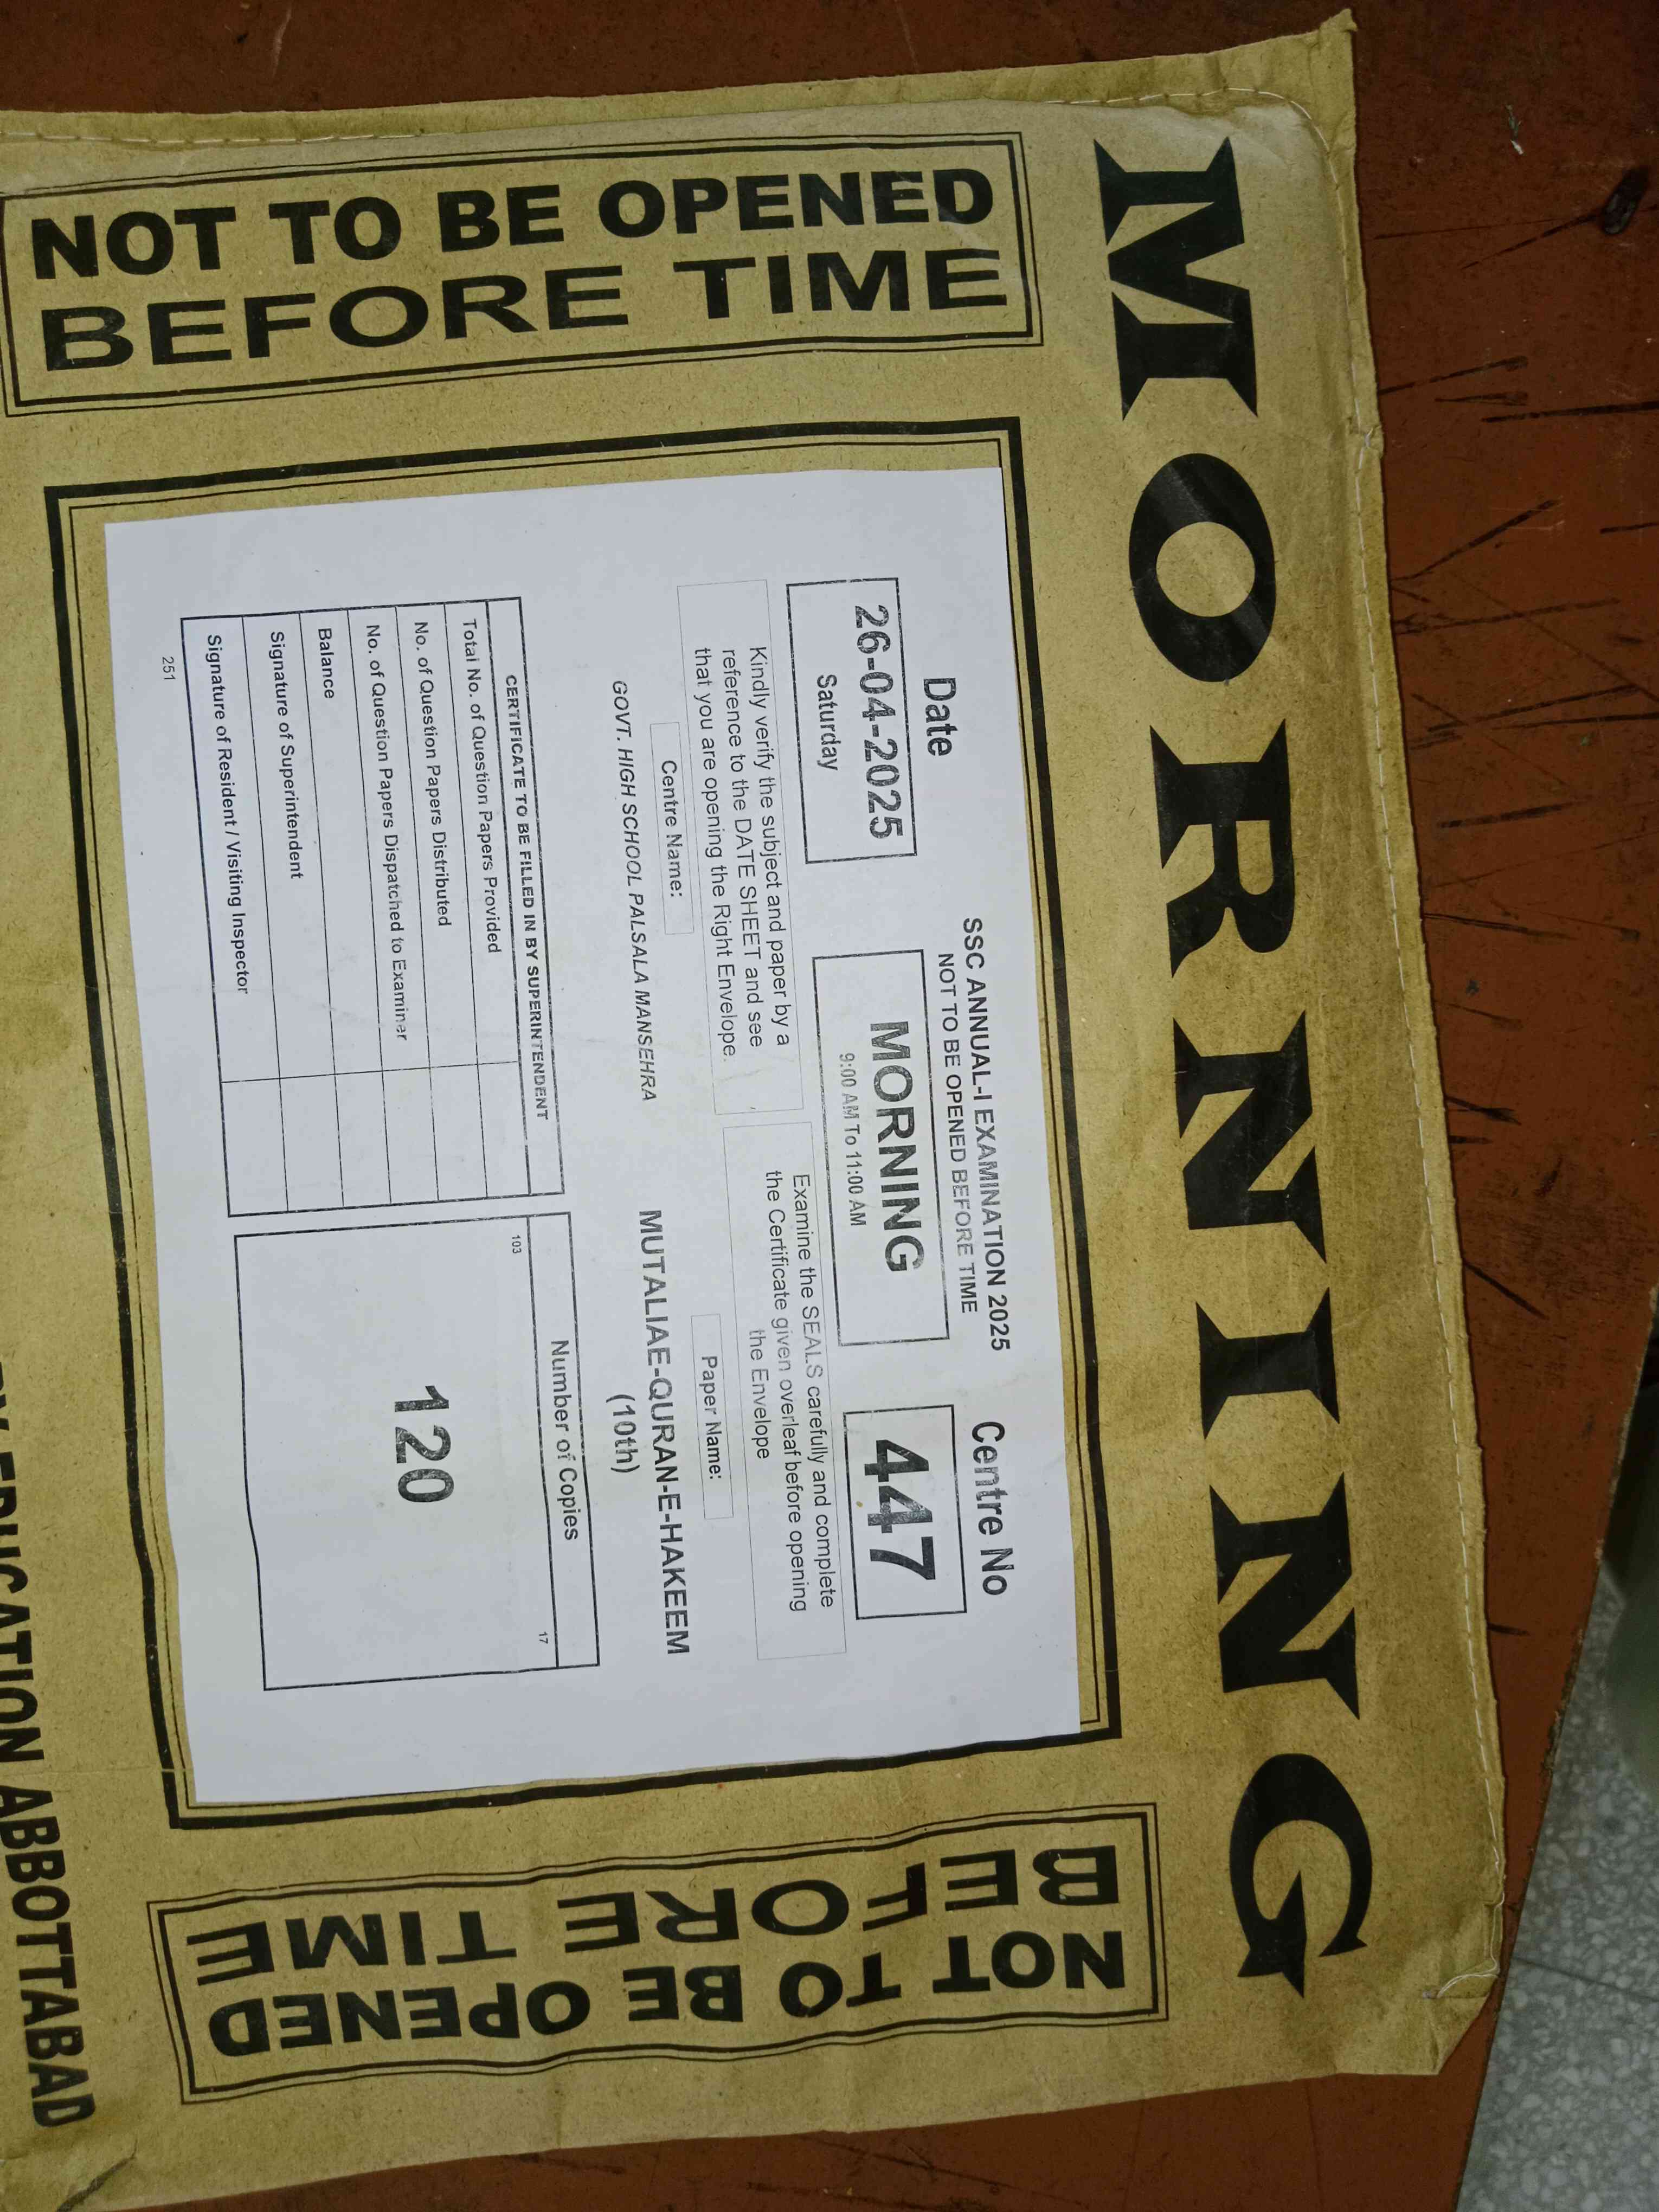 MORNING
NOT TO BE OPENED
BEFORE TIME
SSC ANNUAL-I EXAMINATION 2025
NOT TO BE OPENED BEFORE TIME
Date
26-04-2025
Saturday
MORNING
9:00 AM To 11:00 AM
Centre No
447
Kindly verify the subject and paper by a
reference to the DATE SHEET and see
that you are opening the Right Envelope.
Examine the SEALS carefully and complete
the Certificate given overleaf before opening
the Envelope
Centre Name:
GOVT. HIGH SCHOOL PALSALA MANSEHRA
Paper Name:
MUTALIAE-QURAN-E-HAKEEM
(10th)
CERTIFICATE TO BE FILLED IN BY SUPERINTENDENT
Total No. of Question Papers Provided
No. of Question Papers Distributed
No. of Question Papers Dispatched to Examiner
Balance
Signature of Superintendent
Signature of Resident / Visiting Inspector
251
Number of Copies
103
17
120
NOT TO BE OPENED
BEFORE TIME
EDUCATION ABBOTTABAD